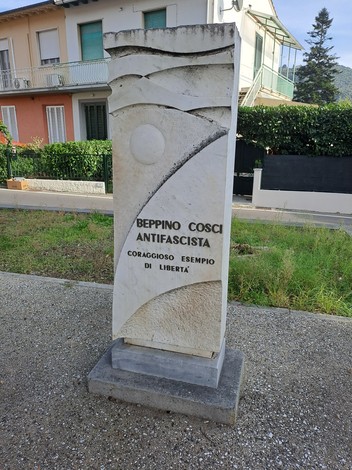 BEPPINO COSCI
ANTIFASCISTA
CORAGGIOSO ESEMPIO
DI LIBERTA'